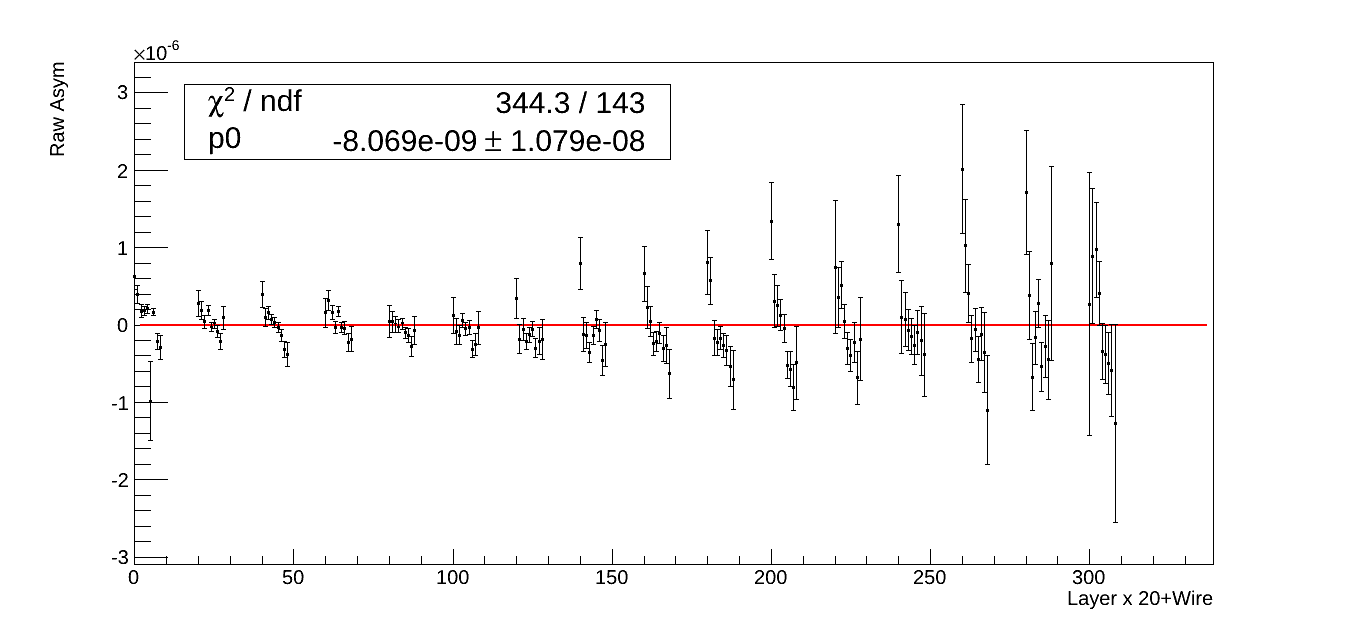 ×10-6
Raw Asym
χ2 / ndf 344.3 / 143
p0 -8.069e-09 ± 1.079e-08
3
2
1
0
-1
-2
-3
0 50 100 150 200 250 300
Layer x 20+Wire